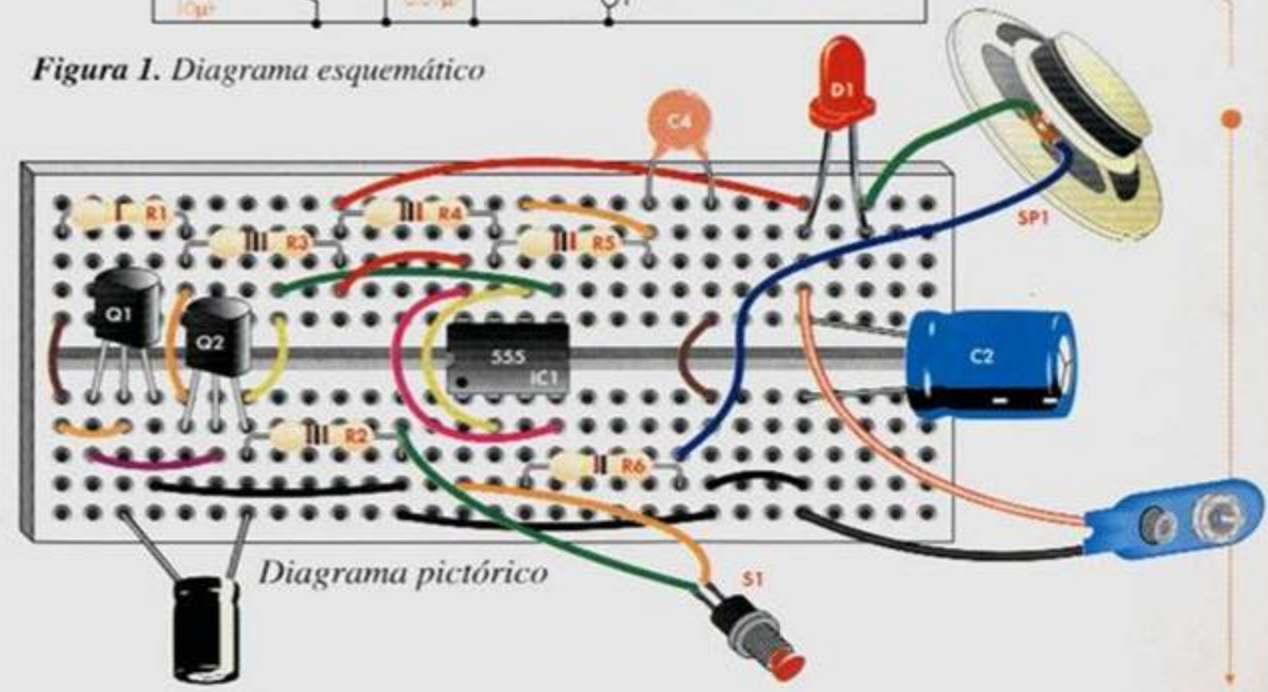 10µF
Figura 1. Diagrama esquemático
C4
D1
R1
R4
SP1
R3
R5
Q1
Q2
555
IC1
C2
R2
R6
Diagrama pictórico
S1